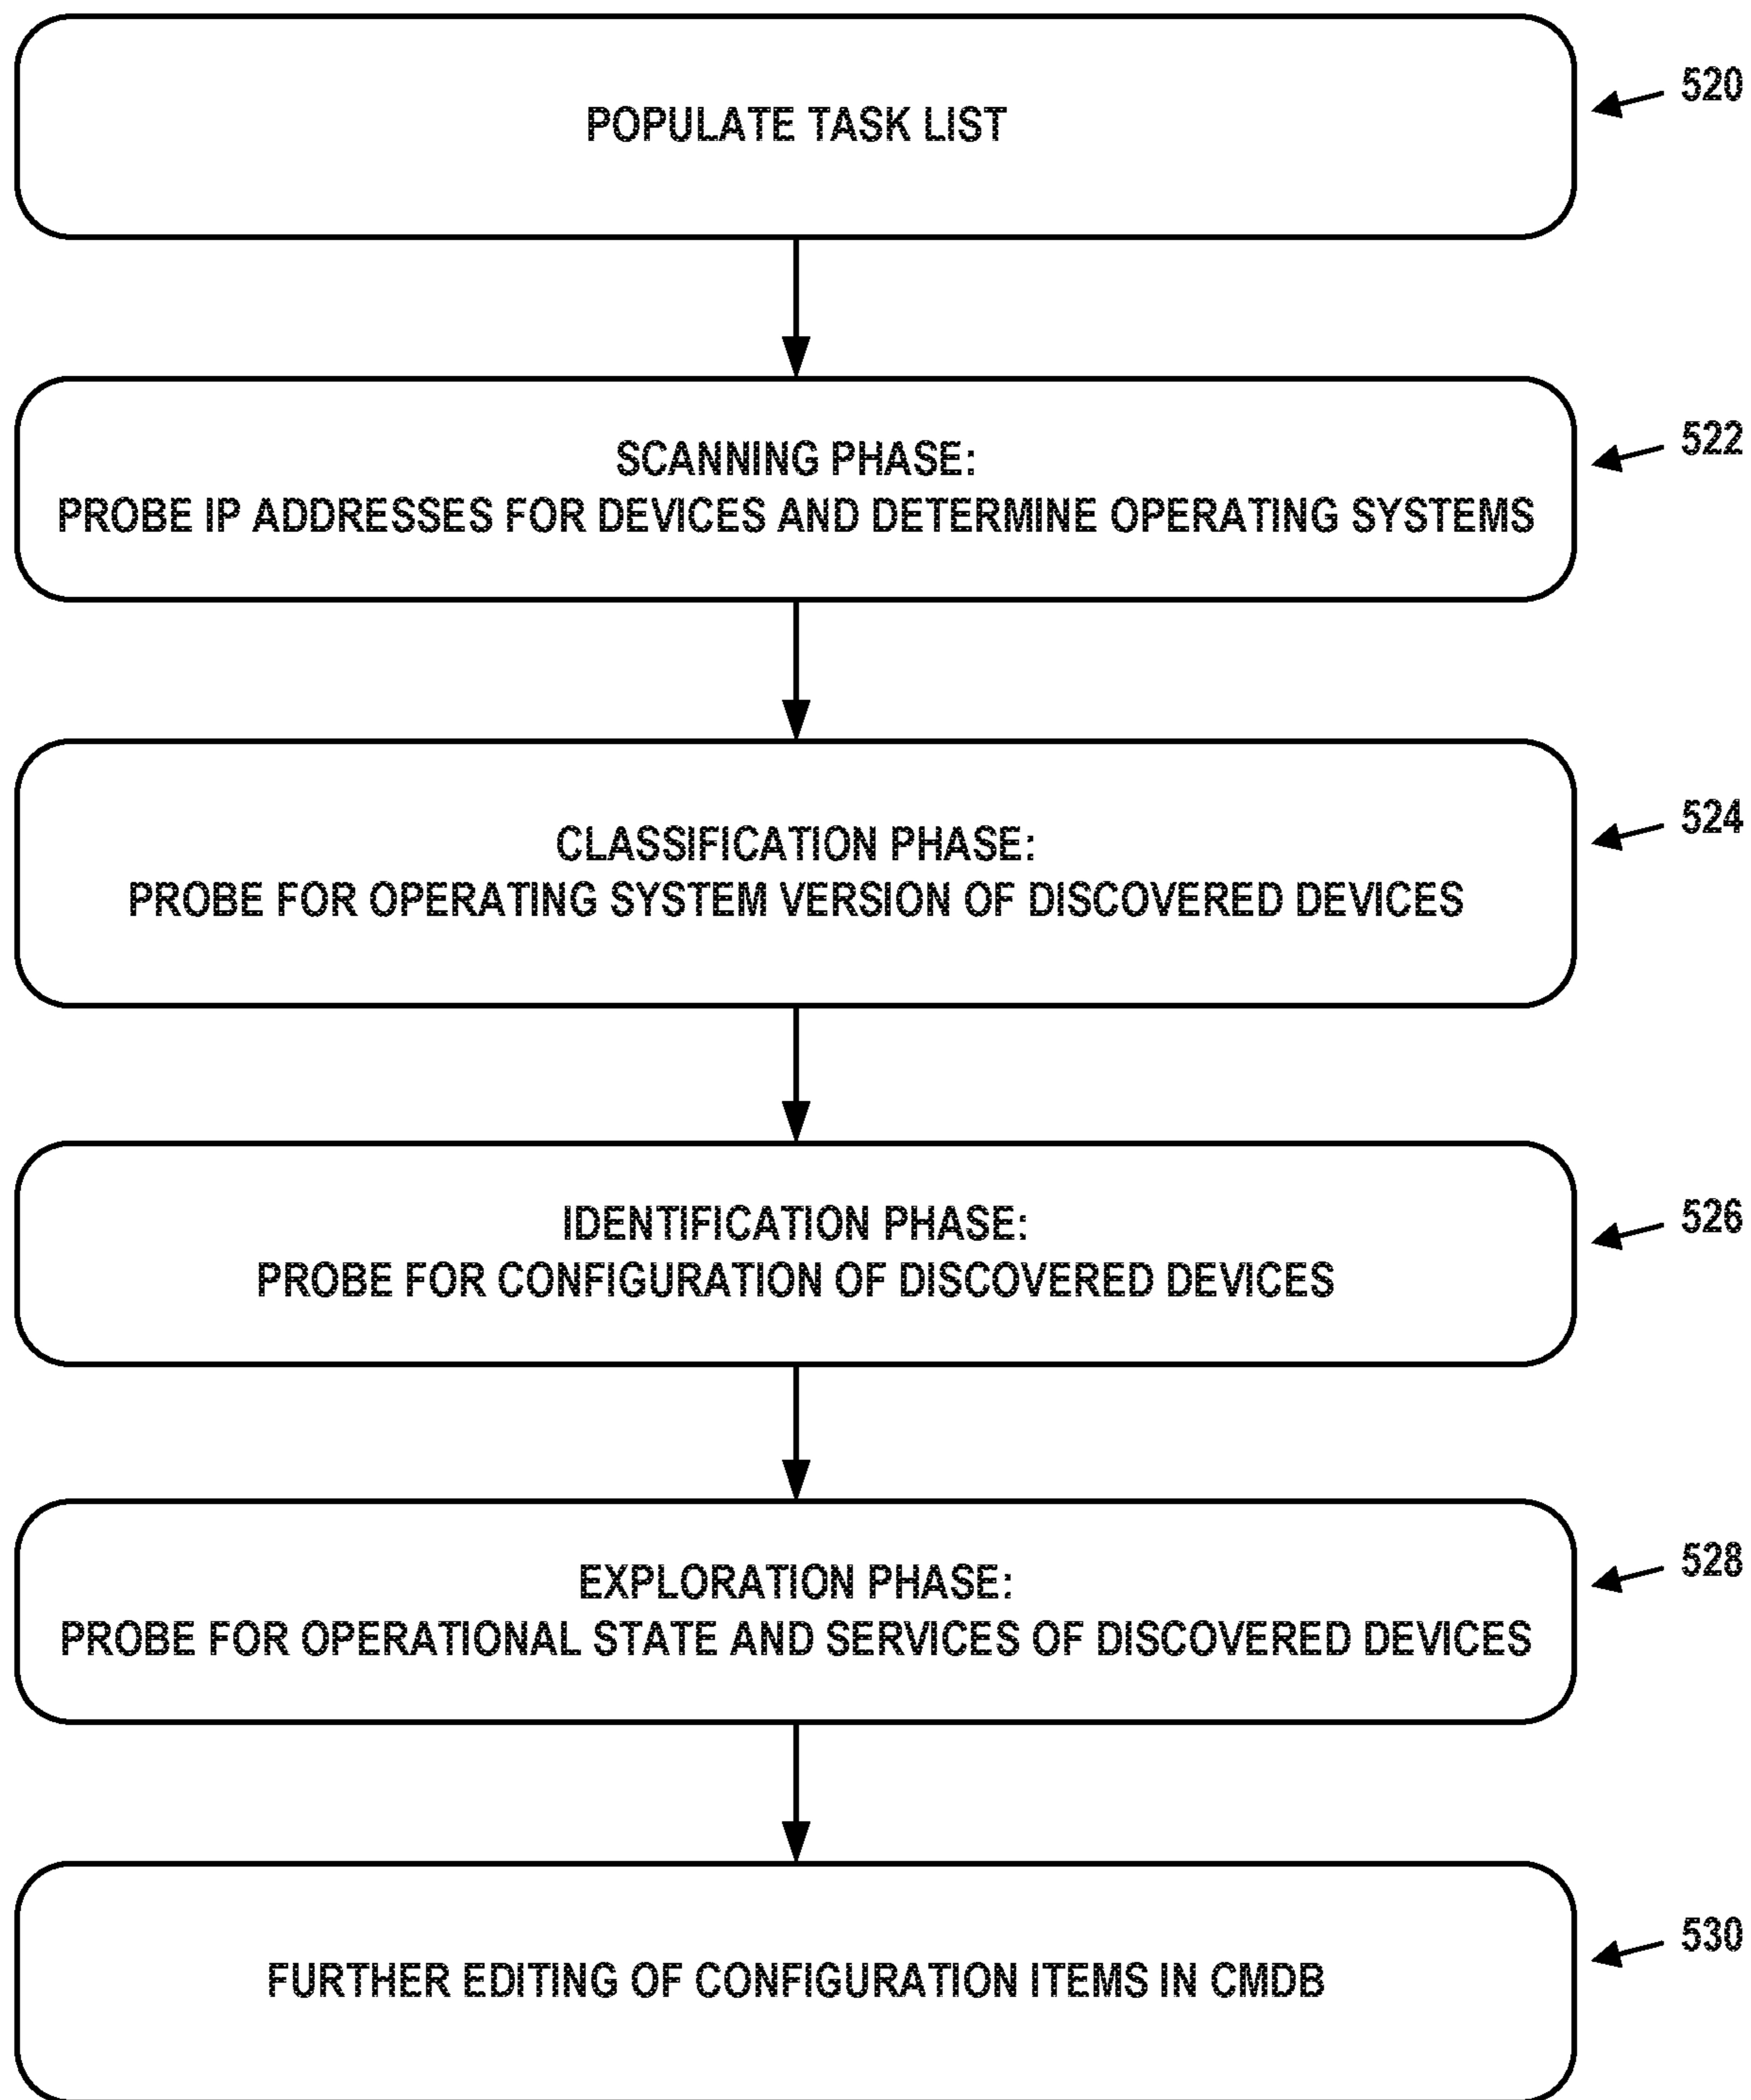 POPULATE TASK LIST
520
SCANNING PHASE:
PROBE IP ADDRESSES FOR DEVICES AND DETERMINE OPERATING SYSTEMS
522
CLASSIFICATION PHASE:
PROBE FOR OPERATING SYSTEM VERSION OF DISCOVERED DEVICES
524
IDENTIFICATION PHASE:
PROBE FOR CONFIGURATION OF DISCOVERED DEVICES
526
EXPLORATION PHASE:
PROBE FOR OPERATIONAL STATE AND SERVICES OF DISCOVERED DEVICES
528
FURTHER EDITING OF CONFIGURATION ITEMS IN CMDB
530